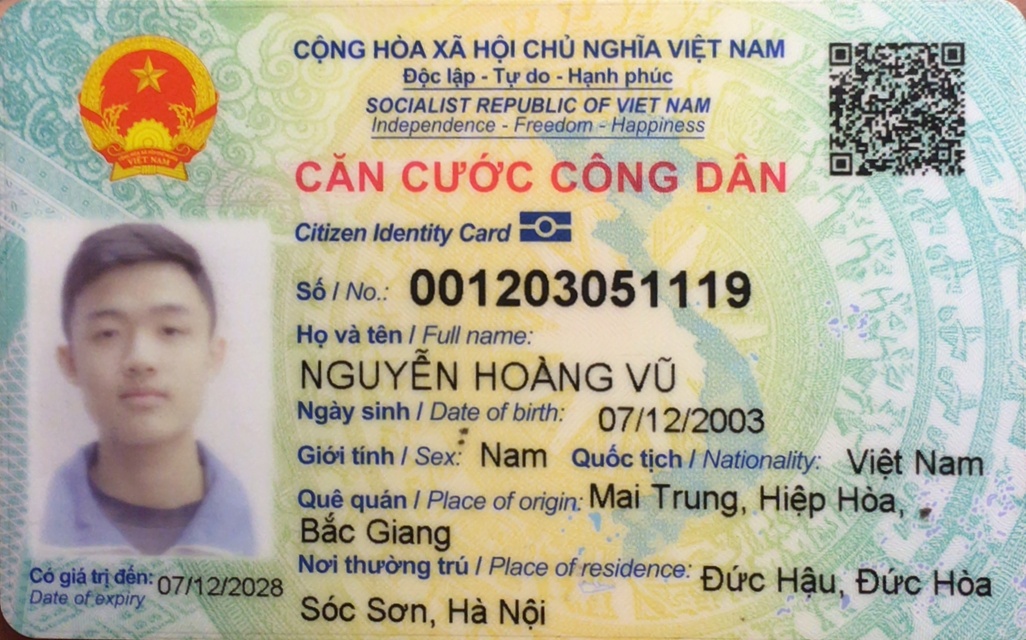 CỘNG HÒA XÃ HỘI CHỦ NGHĨA VIỆT NAM
Độc lập - Tự do - Hạnh phúc
SOCIALIST REPUBLIC OF VIET NAM
Independence - Freedom - Happiness
CĂN CƯỚC CÔNG DÂN
Citizen Identity Card
Số / No.: 001203051119
Họ và tên / Full name:
NGUYỄN HOÀNG VŨ
Ngày sinh / Date of birth: 07/12/2003
Giới tính / Sex: Nam Quốc tịch / Nationality: Việt Nam
Quê quán / Place of origin: Mai Trung, Hiệp Hòa,
Bắc Giang
Nơi thường trú / Place of residence: Đức Hậu, Đức Hòa
Sóc Sơn, Hà Nội
Có giá trị đến: 07/12/2028
Date of expiry
VIỆT NAM